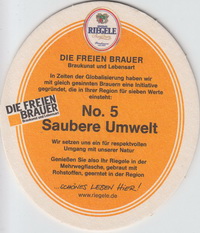 RIEGELE
DIE FREIEN BRAUER
Braukunst und Lebensart
In Zeiten der Globalisierung haben wir
mit gleich gesinnten Brauern eine Initiative
gegründet, die in Ihrer Region für sieben Werte
einsteht:
DIE FREIEN
BRAUER
No. 5
Saubere Umwelt
Wir setzen uns ein für respektvollen
Umgang mit unserer Natur
Genießen Sie also Ihr Riegele in der
Mehrwegflasche, gebraut mit
Rohstoffen, geerntet in der Region.
...SCHÖNES LEBEN HIER!
www.riegele.de